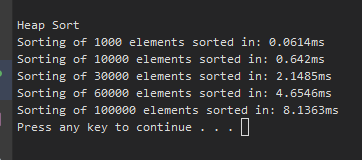 Heap Sort
Sorting of 1000 elements sorted in: 0.0614ms
Sorting of 10000 elements sorted in: 0.642ms
Sorting of 30000 elements sorted in: 2.1485ms
Sorting of 60000 elements sorted in: 4.6546ms
Sorting of 100000 elements sorted in: 8.1363ms
Press any key to continue . . .